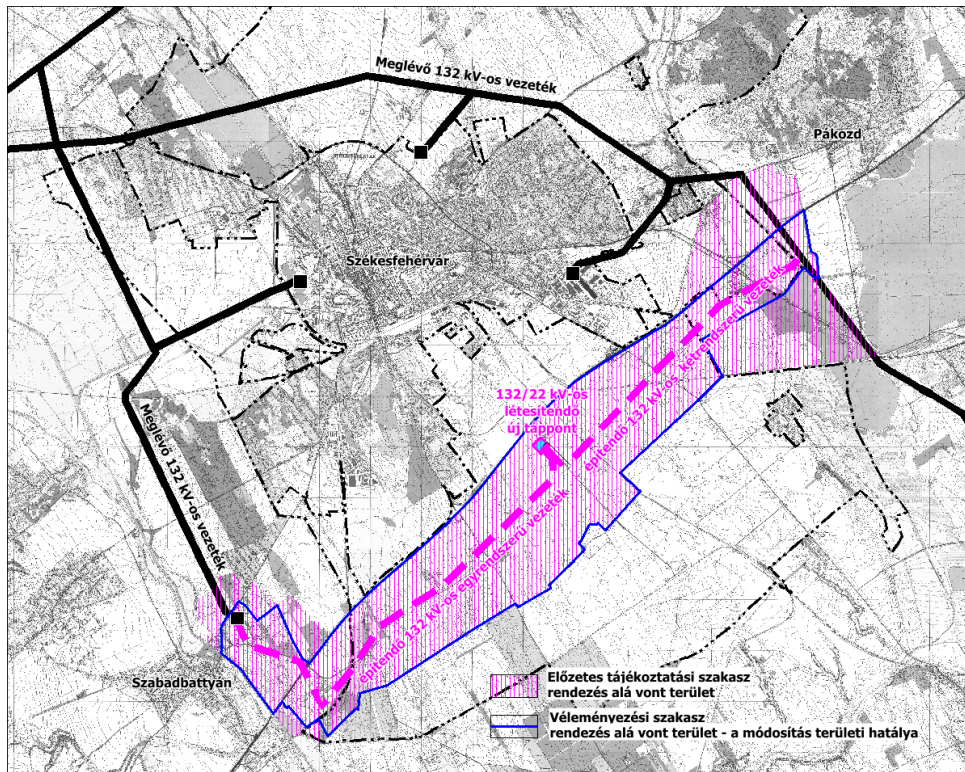 Meglévő 132 kV-os vezeték
Pákozd
Székesfehérvár
építendő 132 kV-os kétrendszerű vezeték
132/22 kV-os
létesítendő
új táppont
Meglévő 132 kV-os vezeték
építendő 132 kV-os egyrendszerű vezeték
Szabadbattyán
Előzetes tájékoztatási szakasz
rendezés alá vont terület
Véleményezési szakasz
rendezés alá vont terület - a módosítás területi hatálya